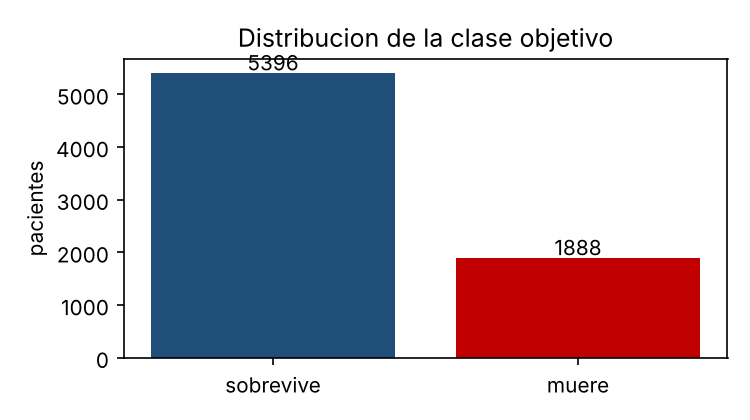 Distribucion de la clase objetivo
5396
5000
4000
3000
2000
1000
0
pacientes
1888
sobrevive
muere